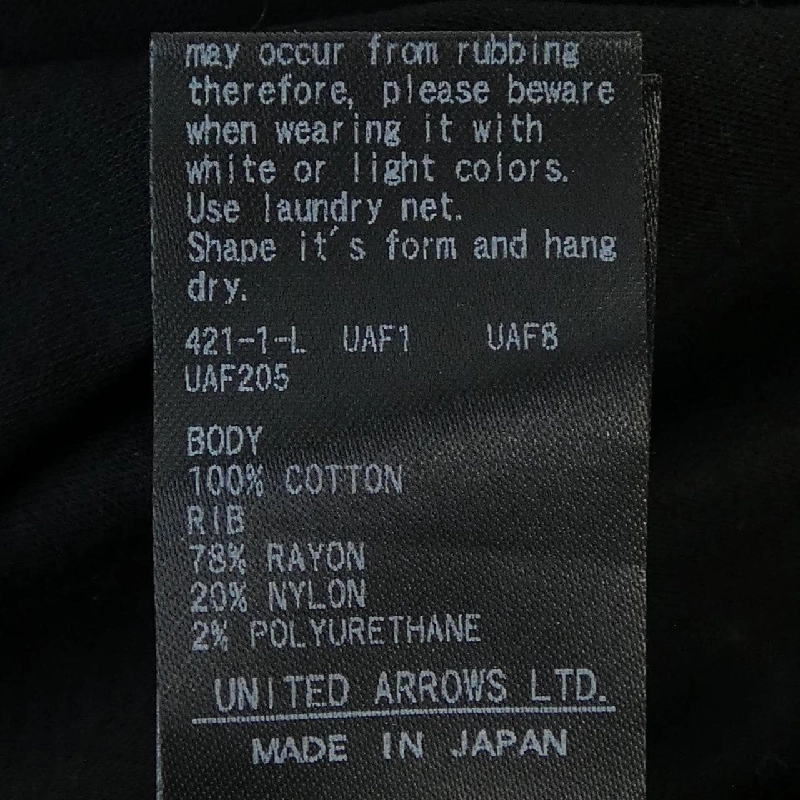 may occur from rubbing
therefore, please beware
when wearing it with
white or light colors.
Use laundry net.
Shape it's form and hang
dry.
421-1-L UAF1 UAF8
UAF205
BODY
100% COTTON
RIB
78% RAYON
20% NYLON
2% POLYURETHANE
UNITED ARROWS LTD.
MADE IN JAPAN